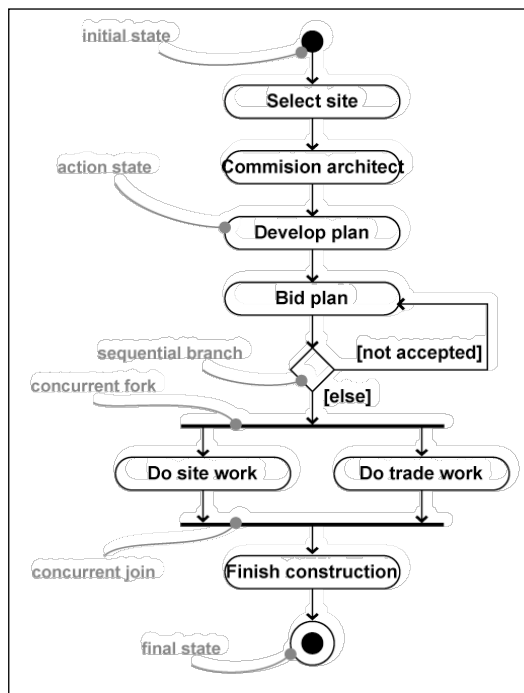 initial state
Select site
Commision architect
action state
Develop plan
Bid plan
[not accepted]
sequential branch
[else]
concurrent fork
Do site work
Do trade work
concurrent join
Finish construction
final state